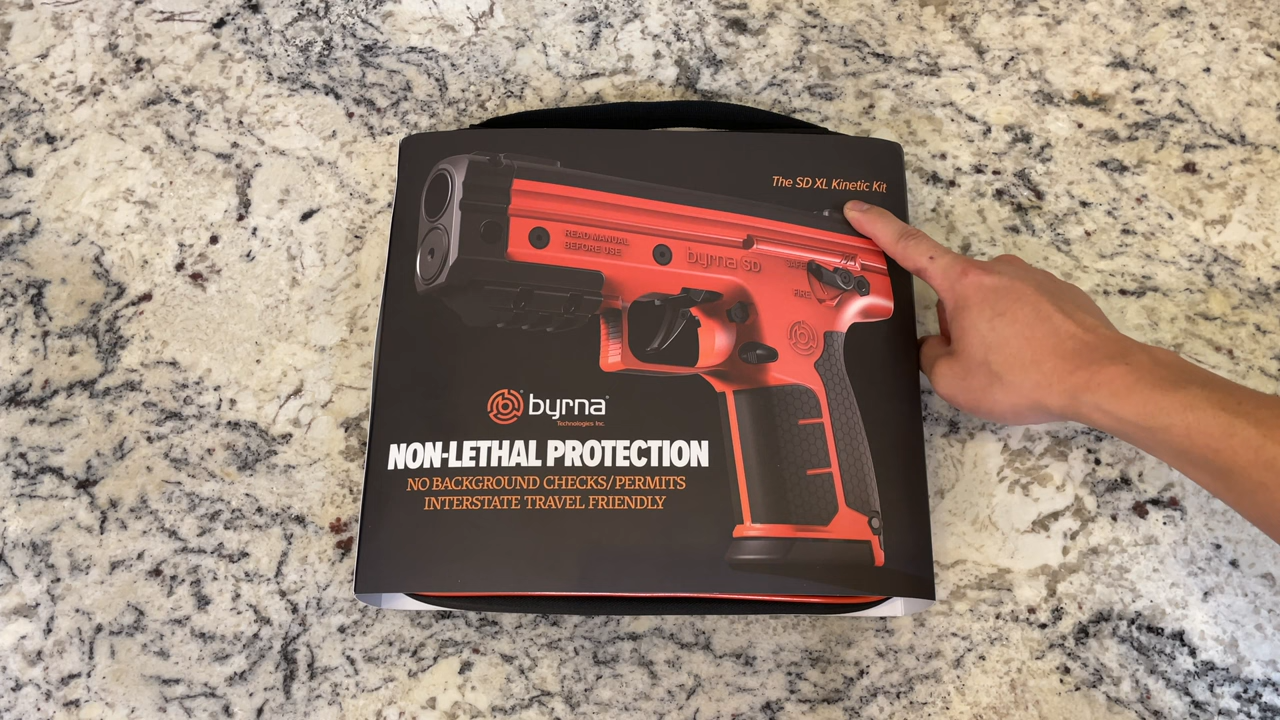 The SD XL Kinetic Kit
READ MANUAL
BEFORE USE
byrna SD
SAFE
FIRE
byrna
Technologies Inc.
NON-LETHAL PROTECTION
NO BACKGROUND CHECKS/PERMITS
INTERSTATE TRAVEL FRIENDLY